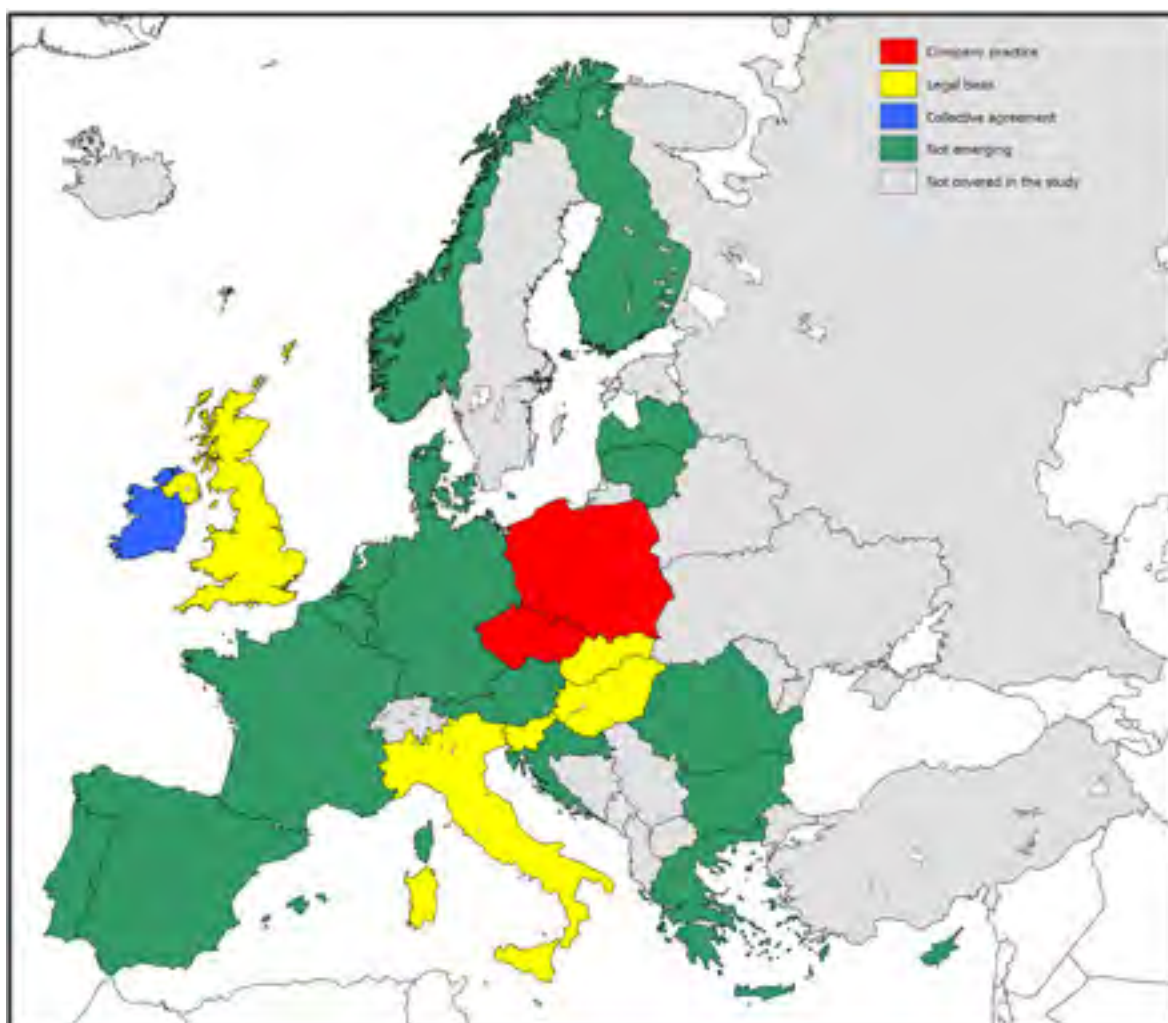 Company practice
Legal basis
Collective agreement
Not emerging
Not covered in the study